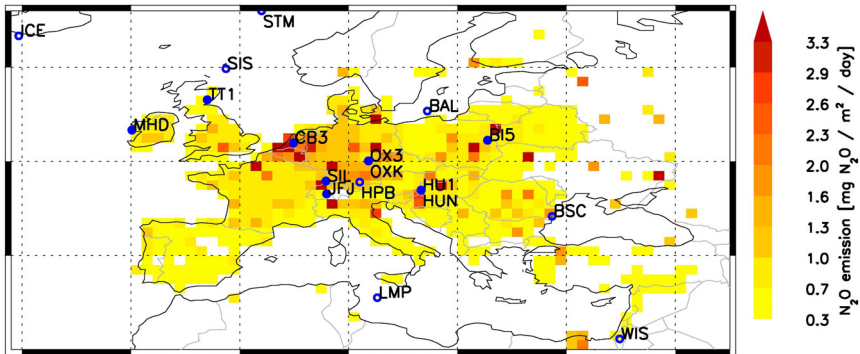 STM
ICE
SIS
TT1
BAL
MHD
CB3
BI5
OX3
OXK
SIL
HPB
JFJ
HU1
HUN
BSC
LMP
WIS
3.3
2.9
2.6
2.3
2.0
1.6
1.3
1.0
0.7
0.3
N₂O emission [mg N₂O / m² / day]